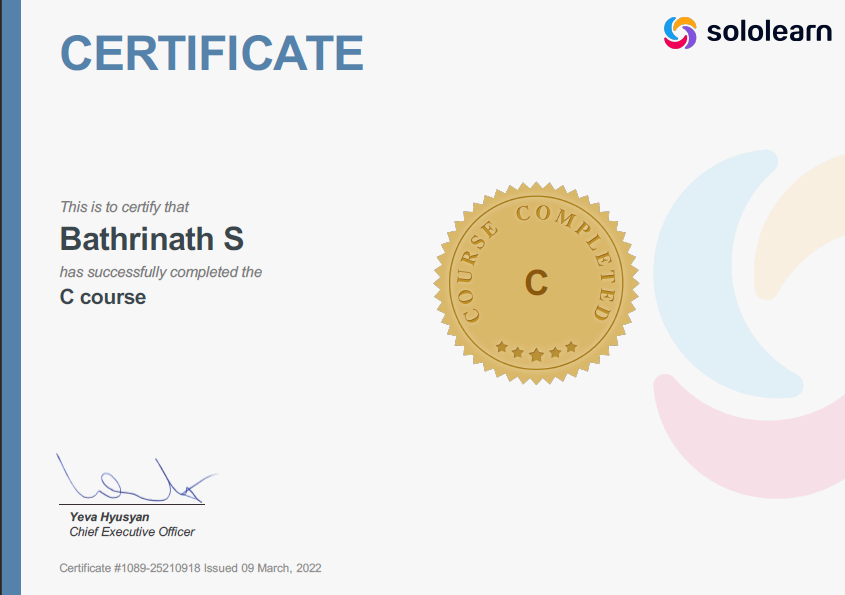 CERTIFICATE
sololearn
This is to certify that
Bathrinath S
has successfully completed the
C course
COURSE COMPLETED
C
Yeva Hyusyan
Chief Executive Officer
Certificate #1089-25210918 Issued 09 March, 2022